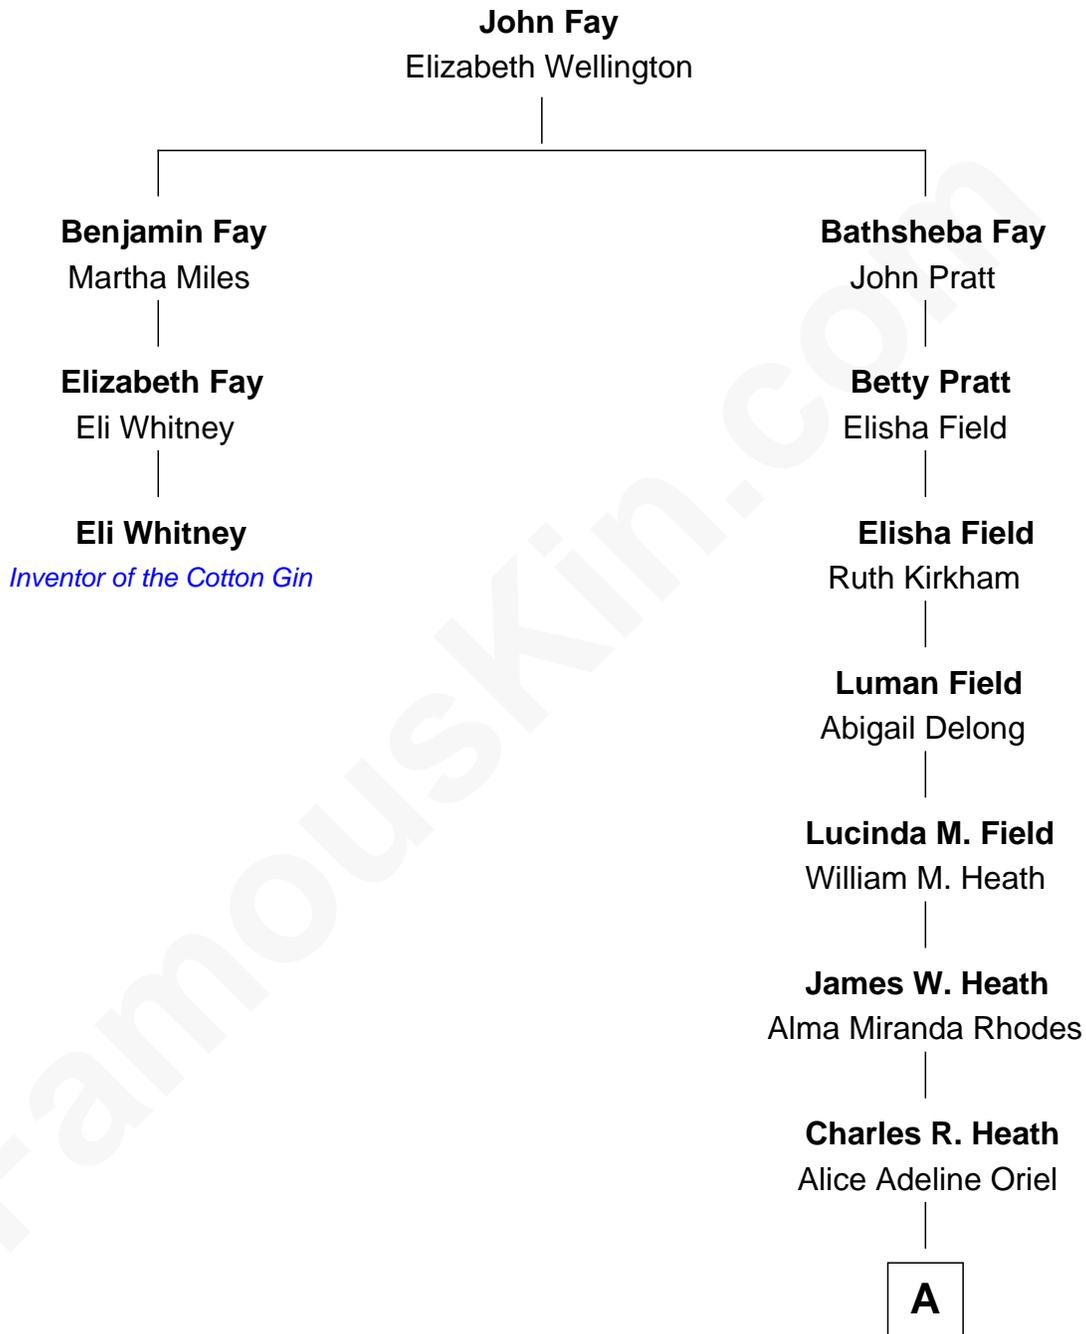 John Fay
Elizabeth Wellington
Benjamin Fay
Martha Miles
Bathsheba Fay
John Pratt
Elizabeth Fay
Eli Whitney
Betty Pratt
Elisha Field
Eli Whitney
Inventor of the Cotton Gin
Elisha Field
Ruth Kirkham
Luman Field
Abigail Delong
Lucinda M. Field
William M. Heath
James W. Heath
Alma Miranda Rhodes
Charles R. Heath
Alice Adeline Oriel
A
FamousKin.com